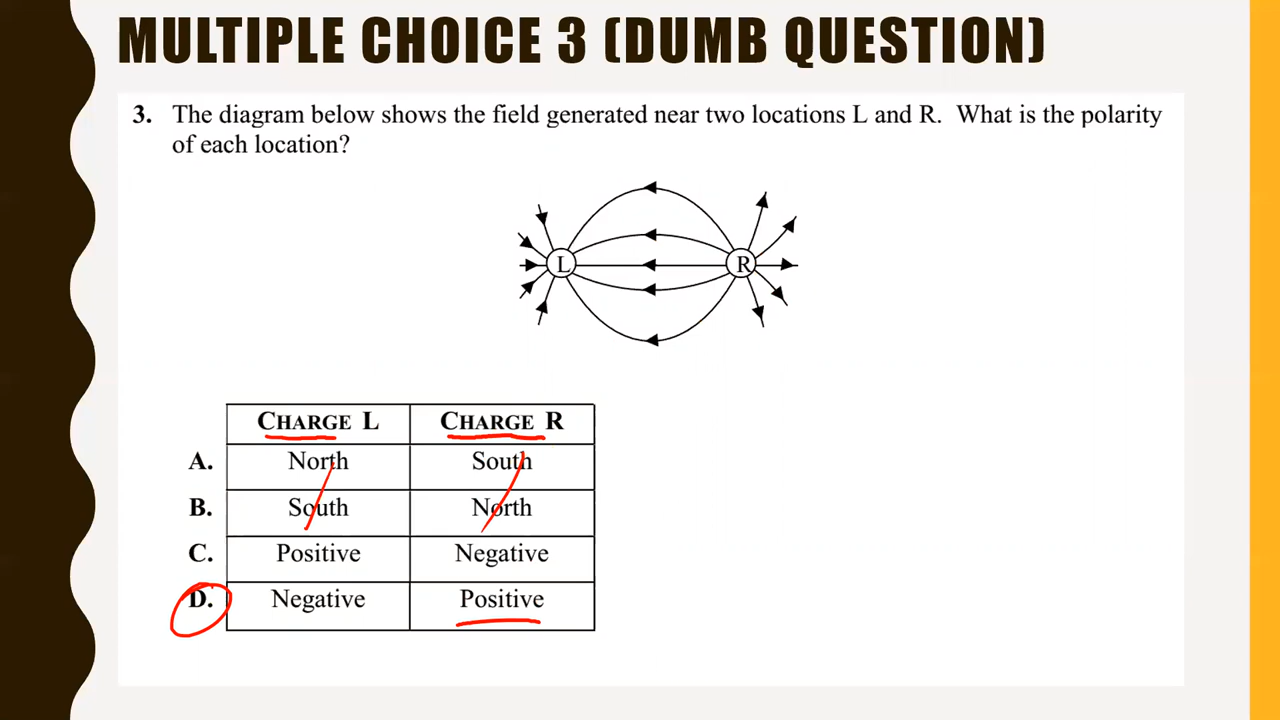 MULTIPLE CHOICE 3 (DUMB QUESTION)
3. The diagram below shows the field generated near two locations L and R. What is the polarity
of each location?
L R
CHARGE L CHARGE R
A. North South
B. South North
C. Positive Negative
D. Negative Positive